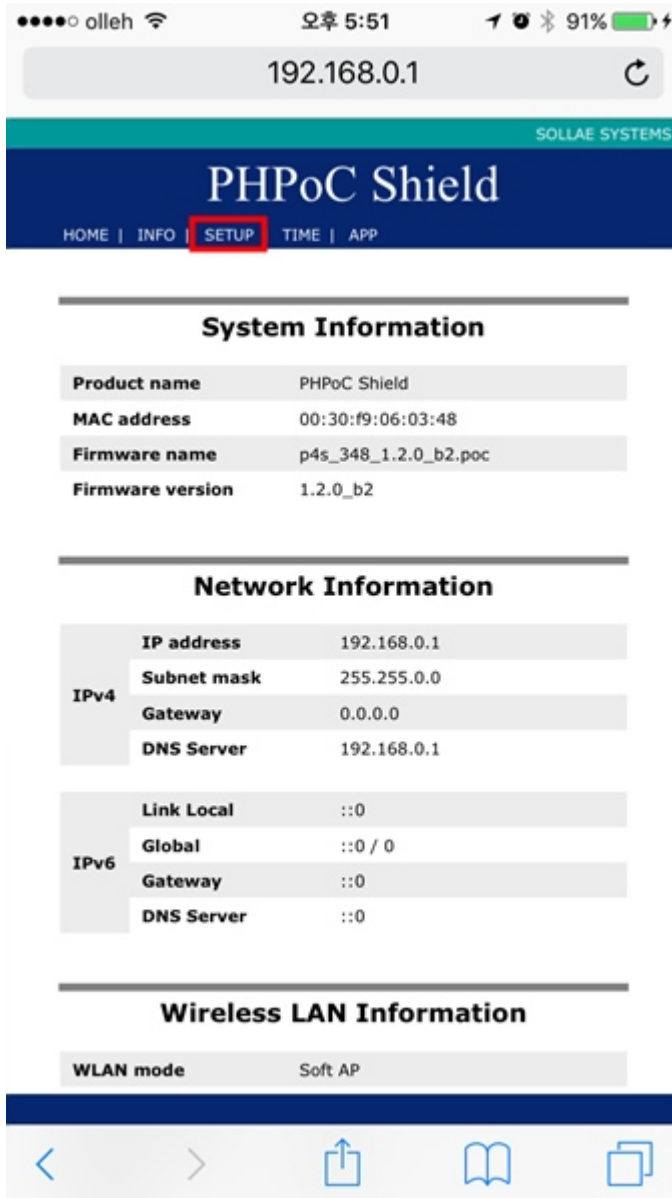 olleh 오후 5:51 91%
192.168.0.1
SOLLAE SYSTEMS
PHPoC Shield
HOME | INFO | SETUP TIME | APP
System Information
Product name PHPoC Shield
MAC address 00:30:f9:06:03:48
Firmware name p4s_348_1.2.0_b2.poc
Firmware version 1.2.0_b2
Network Information
IPv4
IP address 192.168.0.1
Subnet mask 255.255.0.0
Gateway 0.0.0.0
DNS Server 192.168.0.1
IPv6
Link Local ::0
Global ::0 / 0
Gateway ::0
DNS Server ::0
Wireless LAN Information
WLAN mode Soft AP